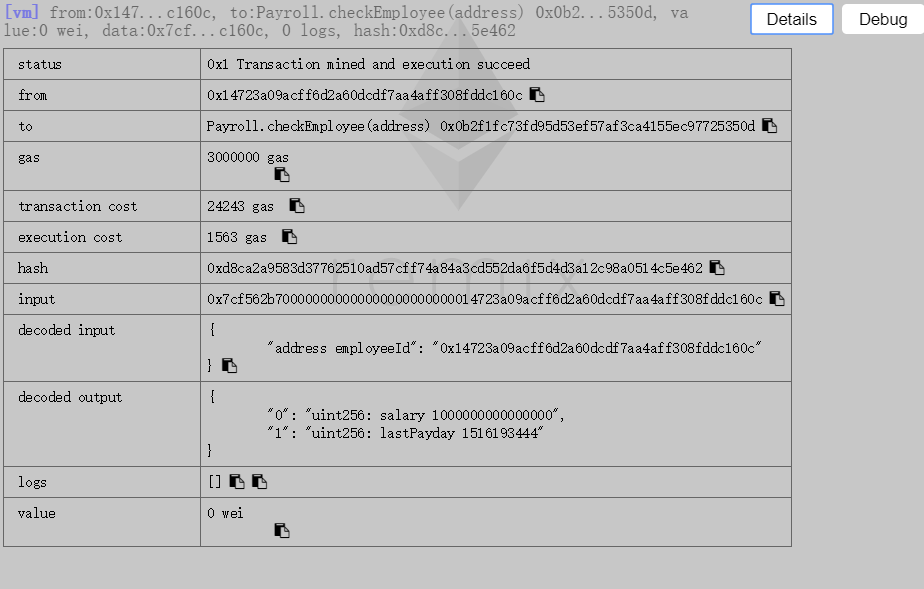 [vm] from:0x147...c160c, to:Payroll.checkEmployee(address) 0x0b2...5350d, va
lue:0 wei, data:0x7cf...c160c, 0 logs, hash:0xd8c...5e462
Details
Debug
status 0x1 Transaction mined and execution succeed
from 0x14723a09acff6d2a60dcdf7aa4aff308fddc160c
to Payroll.checkEmployee(address) 0x0b2f1fc73fd95d53ef57af3ca4155ec97725350d
gas 3000000 gas
transaction cost 24243 gas
execution cost 1563 gas
hash 0xd8ca2a9583d37762510ad57cff74a84a3cd552da6f5d4d3a12c98a0514c5e462
input 0x7cf562b700000000000000000000000014723a09acff6d2a60dcdf7aa4aff308fddc160c
decoded input {
"address employeeId": "0x14723a09acff6d2a60dcdf7aa4aff308fddc160c"
}
decoded output {
"0": "uint256: salary 1000000000000000",
"1": "uint256: lastPayday 1516193444"
}
logs []
value 0 wei
remix